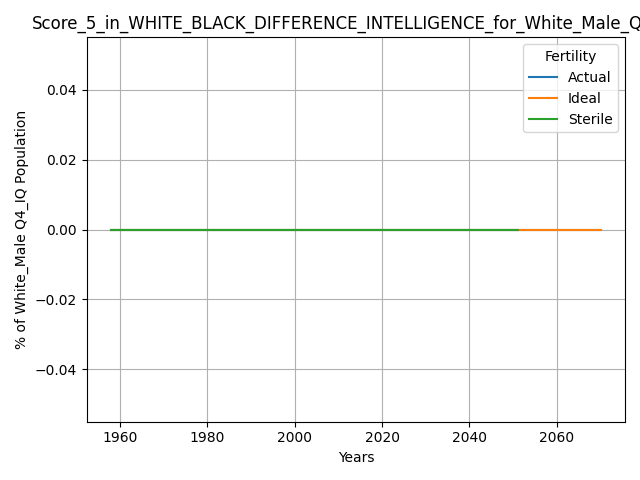 Score_5_in_WHITE_BLACK_DIFFERENCE_INTELLIGENCE_for_White_Male_Q
Fertility
Actual
Ideal
Sterile
% of White_Male Q4_IQ Population
0.04
0.02
0.00
−0.02
−0.04
1960 1980 2000 2020 2040 2060
Years